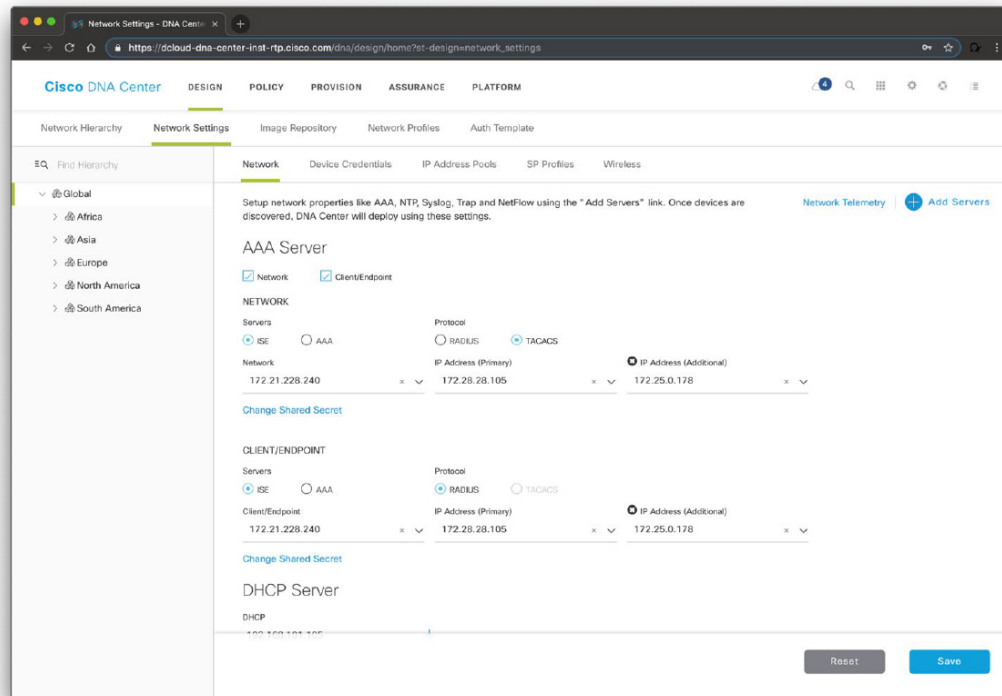 Network Settings - DNA Cente
https://dcloud-dna-center-inst-rtp.cisco.com/dna/design/home?st-design=network_settings
Cisco DNA Center DESIGN POLICY PROVISION ASSURANCE PLATFORM 4
Network Hierarchy Network Settings Image Repository Network Profiles Auth Template
Find Hierarchy
Global
Africa
Asia
Europe
North America
South America
Network Device Credentials IP Address Pools SP Profiles Wireless
Setup network properties like AAA, NTP, Syslog, Trap and NetFlow using the "Add Servers" link. Once devices are
discovered, DNA Center will deploy using these settings.
Network Telemetry Add Servers
AAA Server
Network Client/Endpoint
NETWORK
Servers Protocol
ISE AAA RADIUS TACACS
Network IP Address (Primary) IP Address (Additional)
172.21.228.240 172.28.28.105 172.25.0.178
Change Shared Secret
CLIENT/ENDPOINT
Servers Protocol
ISE AAA RADIUS TACACS
Client/Endpoint IP Address (Primary) IP Address (Additional)
172.21.228.240 172.28.28.105 172.25.0.178
Change Shared Secret
DHCP Server
DHCP
Reset Save